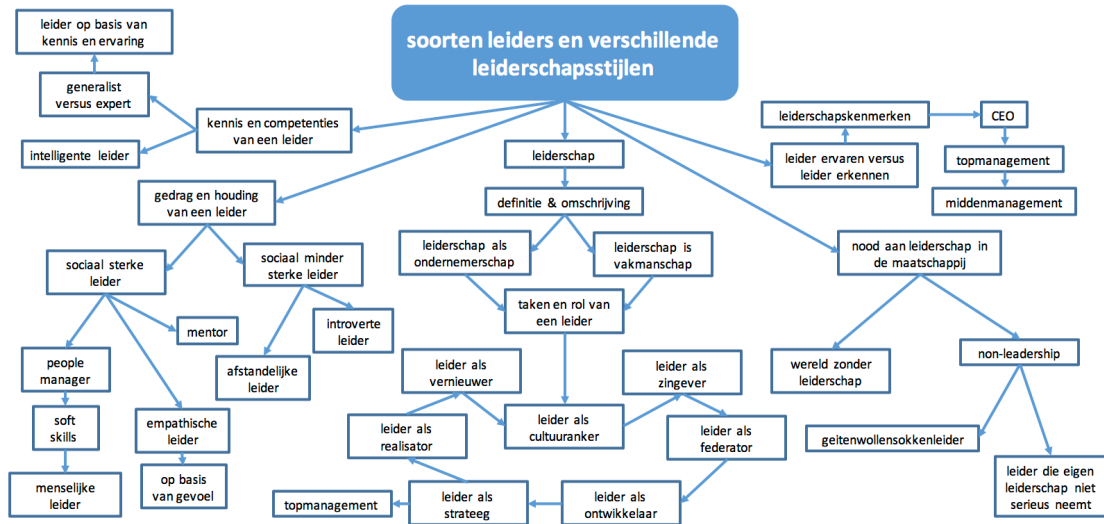 soorten leiders en verschillende
leiderschapsstijlen
leider op basis van
kennis en ervaring
generalist
versus expert
kennis en competenties
van een leider
intelligente leider
leiderschapskenmerken
CEO
leider ervaren versus
leider erkennen
topmanagement
middenmanagement
leiderschap
definitie & omschrijving
gedrag en houding
van een leider
leiderschap als
ondernemerschap
leiderschap is
vakmanschap
nood aan leiderschap in
de maatschappij
sociaal sterke
leider
sociaal minder
sterke leider
taken en rol van
een leider
mentor
introverte
leider
people
manager
afstandelijke
leider
leider als
vernieuwer
leider als
zingever
wereld zonder
leiderschap
non-leadership
soft
skills
empathische
leider
leider als
realisator
leider als
cultuuranker
leider als
federator
geitenwollensokkenleider
menselijke
leider
op basis
van gevoel
topmanagement
leider als
strateeg
leider als
ontwikkelaar
leider die eigen
leiderschap niet
serieus neemt